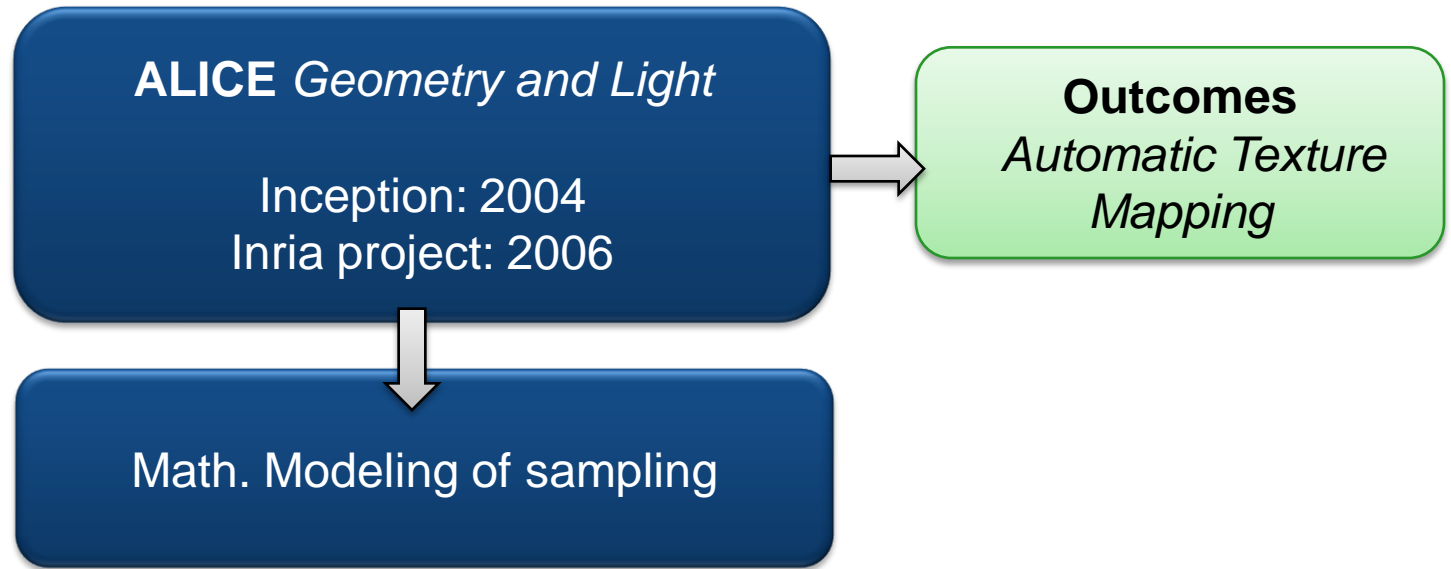 ALICE Geometry and Light
Inception: 2004
Inria project: 2006
Outcomes
Automatic Texture
Mapping
Math. Modeling of sampling